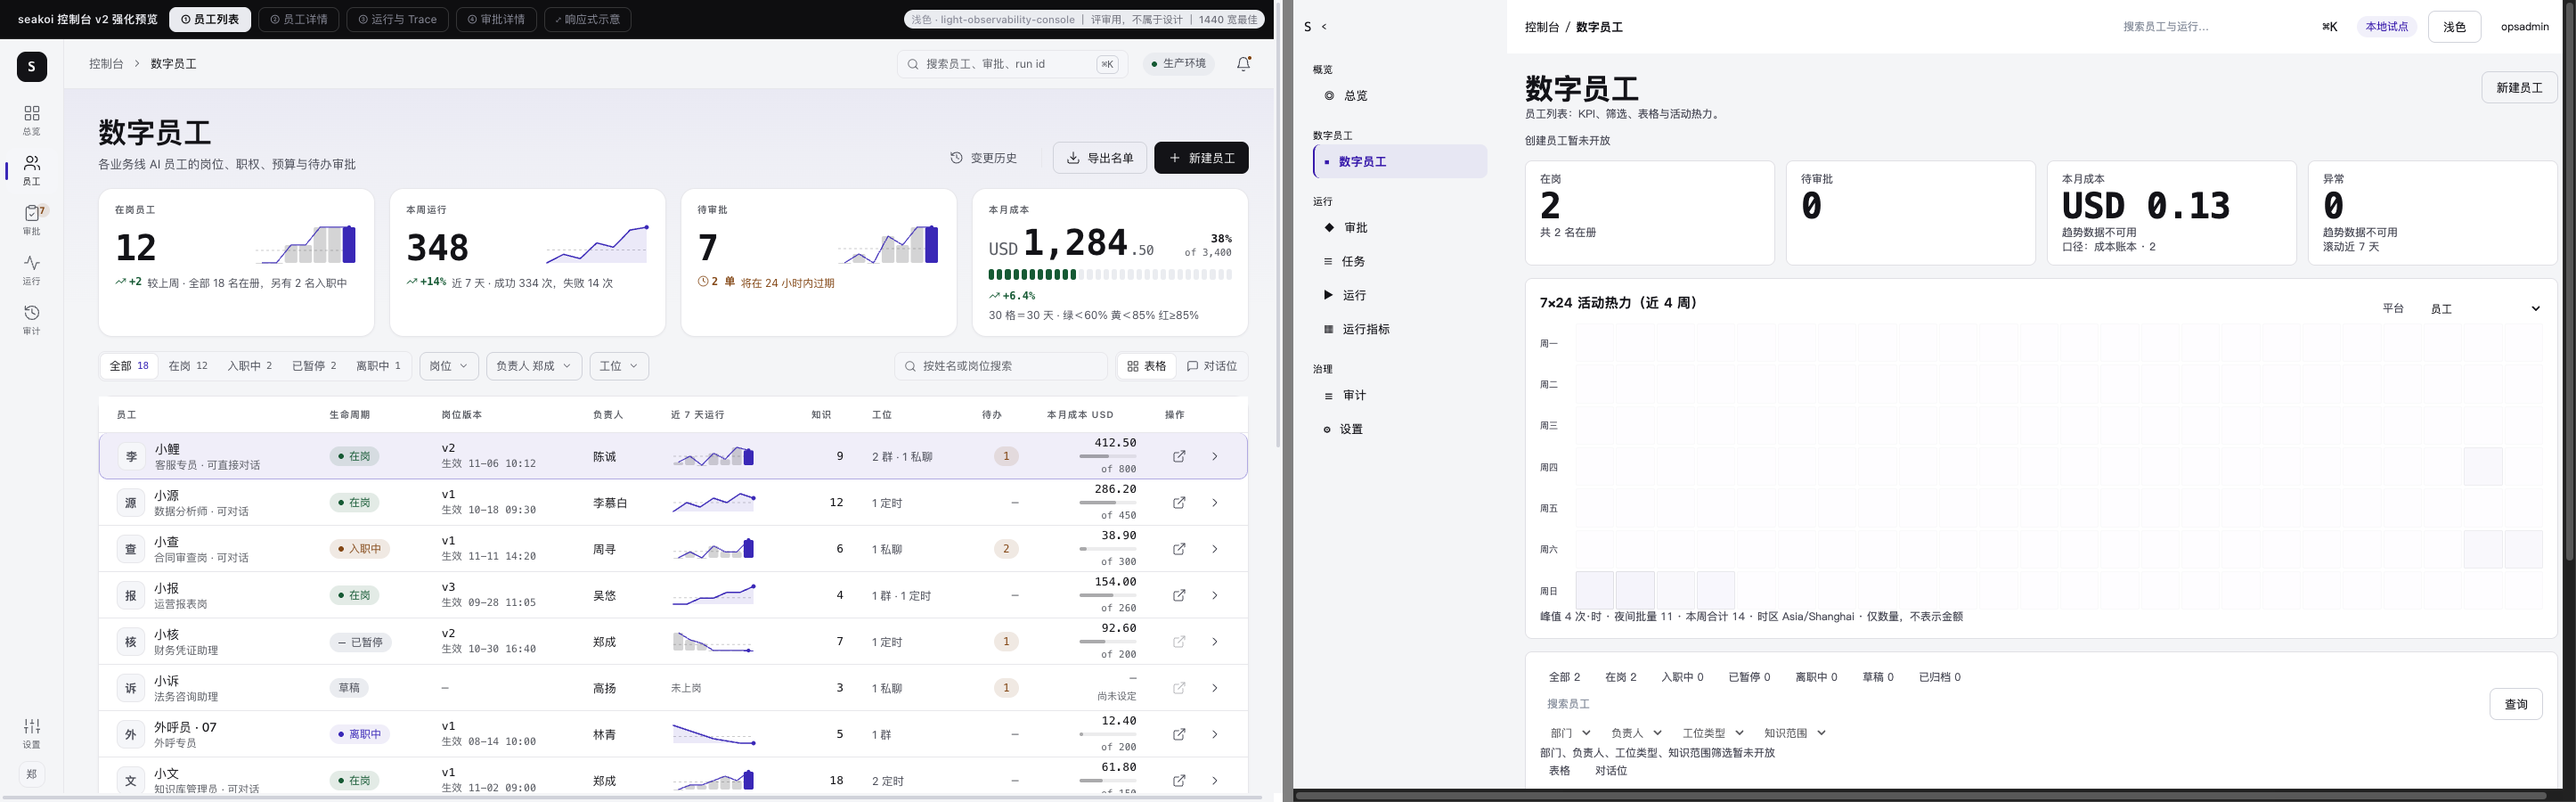 seakoi 控制台 v2 强化预览 ① 员工列表 ② 员工详情 ③ 运行与 Trace ④ 审批详情 ⤢ 响应式示意 浅色 · light-observability-console | 评审用，不属于设计 | 1440 宽最佳
S 控制台 > 数字员工 搜索员工、审批、run id ⌘K 生产环境
总览
员工
7
审批
运行
审计
设置
郑
数字员工
各业务线 AI 员工的岗位、职权、预算与待办审批
变更历史 导出名单 + 新建员工
在岗员工
12
+2 较上周 · 全部 18 名在册，另有 2 名入职中
本周运行
348
+14% 近 7 天 · 成功 334 次，失败 14 次
待审批
7
2 单 将在 24 小时内过期
本月成本
USD 1,284.50 38%
of 3,400
+6.4%
30 格＝30 天 · 绿<60% 黄<85% 红≥85%
全部 18 在岗 12 入职中 2 已暂停 2 离职中 1 岗位 负责人 郑成 工位 按姓名或岗位搜索 表格 对话位
员工 生命周期 岗位版本 负责人 近 7 天运行 知识 工位 待办 本月成本 USD 操作
李 小鲤 在岗 v2 陈诚 9 2 群 · 1 私聊 1 412.50
客服专员 · 可直接对话 生效 11-06 10:12 of 800
源 小源 在岗 v1 李慕白 12 1 定时 — 286.20
数据分析师 · 可对话 生效 10-18 09:30 of 450
查 小查 入职中 v1 周寻 6 1 私聊 2 38.90
合同审查岗 · 可对话 生效 11-11 14:20 of 300
报 小报 在岗 v3 吴悠 4 1 群 · 1 定时 — 154.00
运营报表岗 生效 09-28 11:05 of 260
核 小核 — 已暂停 v2 郑成 7 1 定时 1 92.60
财务凭证助理 生效 10-30 16:40 of 200
诉 小诉 草稿 — 高扬 未上岗 3 1 私聊 1 —
法务咨询助理 尚未设定
外 外呼员 · 07 离职中 v1 林青 5 1 群 — 12.40
外呼专员 生效 08-14 10:00 of 200
文 小文 在岗 v1 郑成 18 2 定时 — 61.80
知识库管理员 · 可对话 生效 11-02 09:00 of 150
S <
概览
总览
数字员工
数字员工
运行
审批
任务
运行
运行指标
治理
审计
设置
控制台 / 数字员工 搜索员工与运行... ⌘K 本地试点 浅色 opsadmin
数字员工
员工列表：KPI、筛选、表格与活动热力。
创建员工暂未开放
新建员工
在岗
2
共 2 名在册
待审批
0
本月成本
USD 0.13
趋势数据不可用
口径：成本账本 · 2
异常
0
趋势数据不可用
滚动近 7 天
7×24 活动热力（近 4 周） 平台 员工
周一
周二
周三
周四
周五
周六
周日
峰值 4 次·时 · 夜间批量 11 · 本周合计 14 · 时区 Asia/Shanghai · 仅数量，不表示金额
全部 2 在岗 2 入职中 0 已暂停 0 离职中 0 草稿 0 已归档 0
搜索员工 查询
部门 负责人 工位类型 知识范围
部门、负责人、工位类型、知识范围筛选暂未开放
表格 对话位